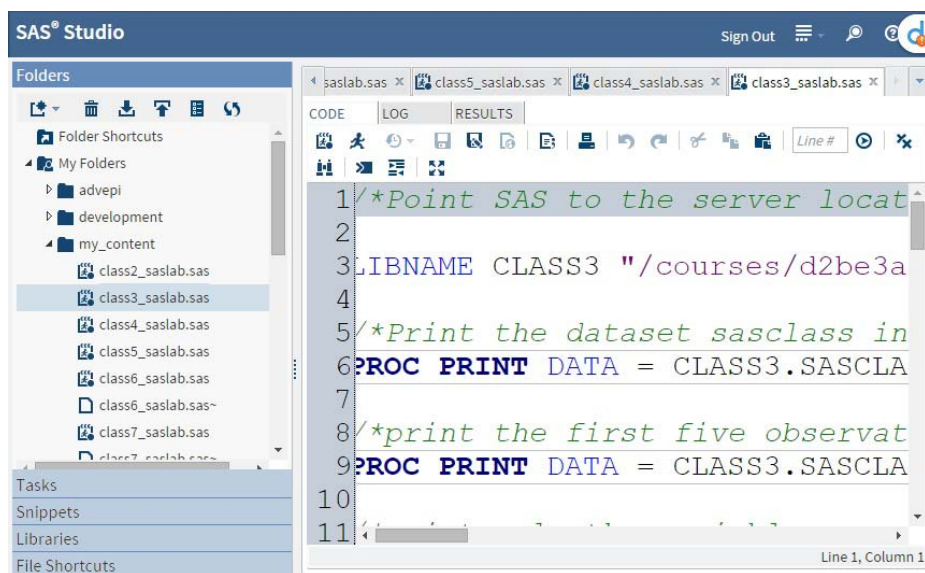 SAS® Studio
Sign Out
Folders
Folder Shortcuts
My Folders
advepi
development
my_content
class2_saslab.sas
class3_saslab.sas
class4_saslab.sas
class5_saslab.sas
class6_saslab.sas
class6_saslab.sas~
class7_saslab.sas
class7_saslab.sas~
Tasks
Snippets
Libraries
File Shortcuts
saslab.sas × class5_saslab.sas × class4_saslab.sas × class3_saslab.sas ×
CODE LOG RESULTS
Line #
1 /*Point SAS to the server locat
2
3 LIBNAME CLASS3 "/courses/d2be3a
4
5 /*Print the dataset sasclass in
6 PROC PRINT DATA = CLASS3.SASCLA
7
8 /*print the first five observat
9 PROC PRINT DATA = CLASS3.SASCLA
10
11
Line 1, Column 1